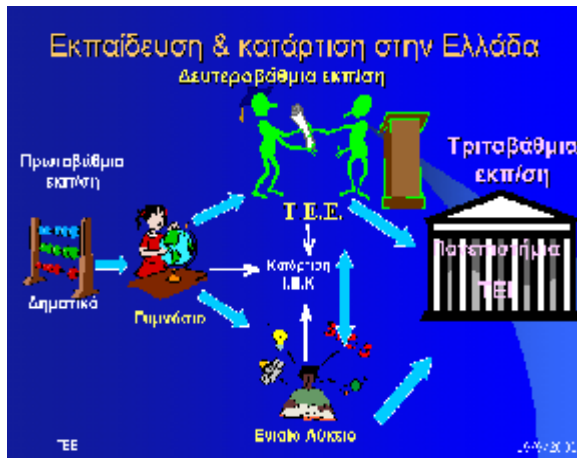 Εκπαίδευση & κατάρτιση στην Ελλάδα
Δευτεροβάθμια εκπ/ση
Πρωτοβάθμια
εκπ/ση
Τριτοβάθμια
εκπ/ση
Τ.Ε.Ε.
Πανεπιστήμια
ΤΕΙ
Κατάρτιση
Ι.Ε.Κ
Δημοτικό
Γυμνάσιο
Ενιαίο Λύκειο
ΤΕΕ